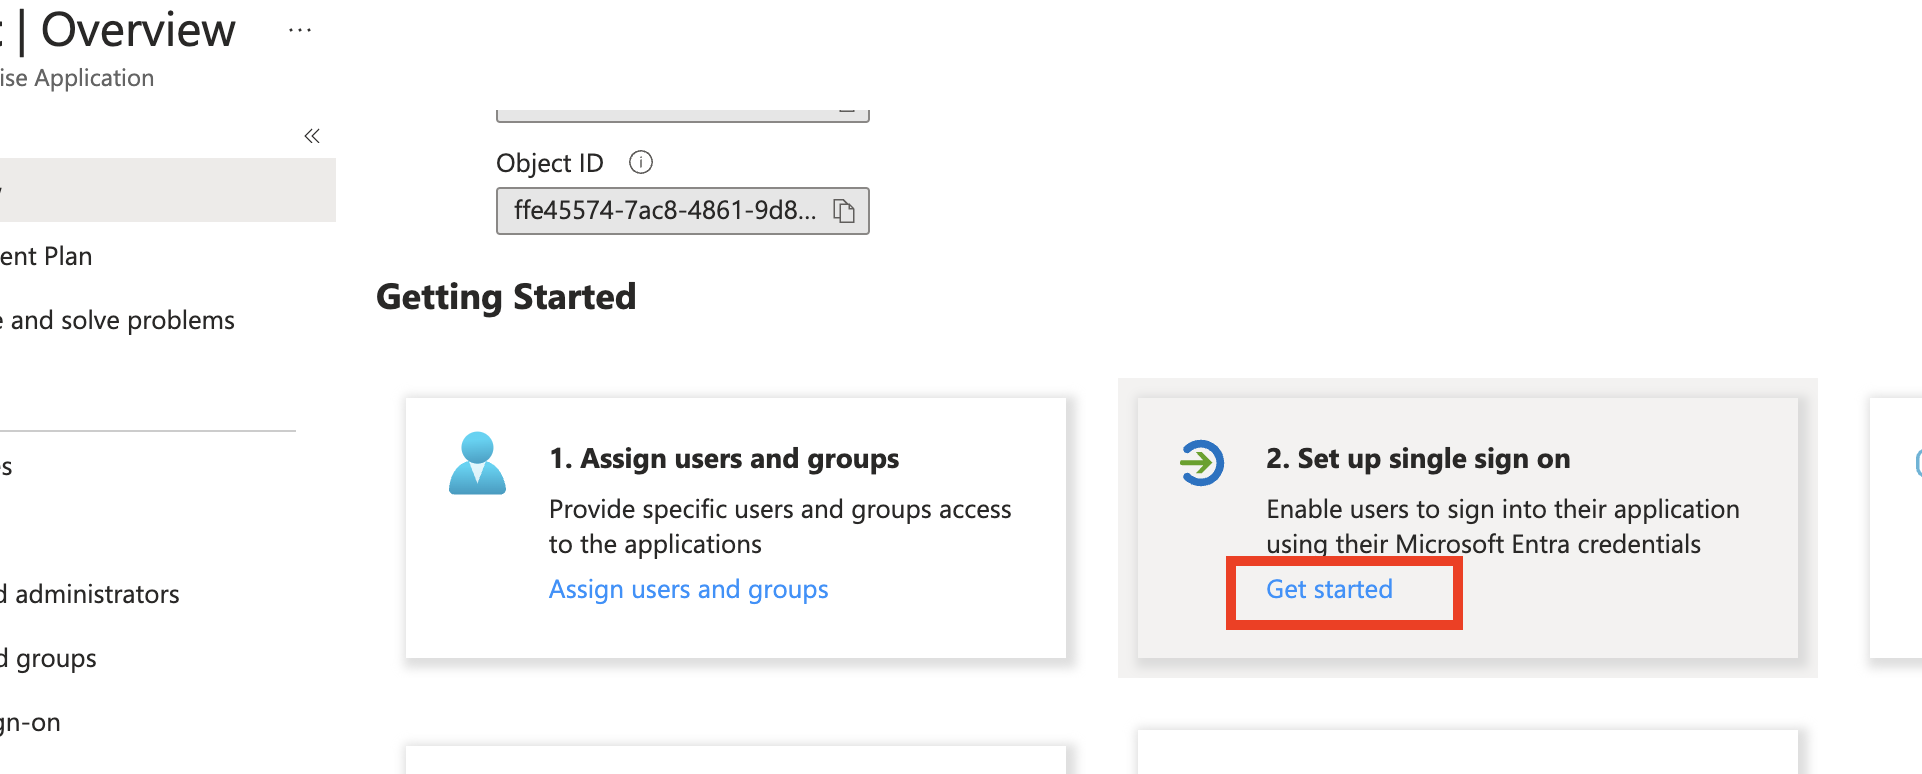 | Overview
...
ise Application
«
Object ID
ffe45574-7ac8-4861-9d8...
ent Plan
Getting Started
e and solve problems
1. Assign users and groups
Provide specific users and groups access
to the applications
Assign users and groups
2. Set up single sign on
Enable users to sign into their application
using their Microsoft Entra credentials
Get started
s
d administrators
d groups
gn-on